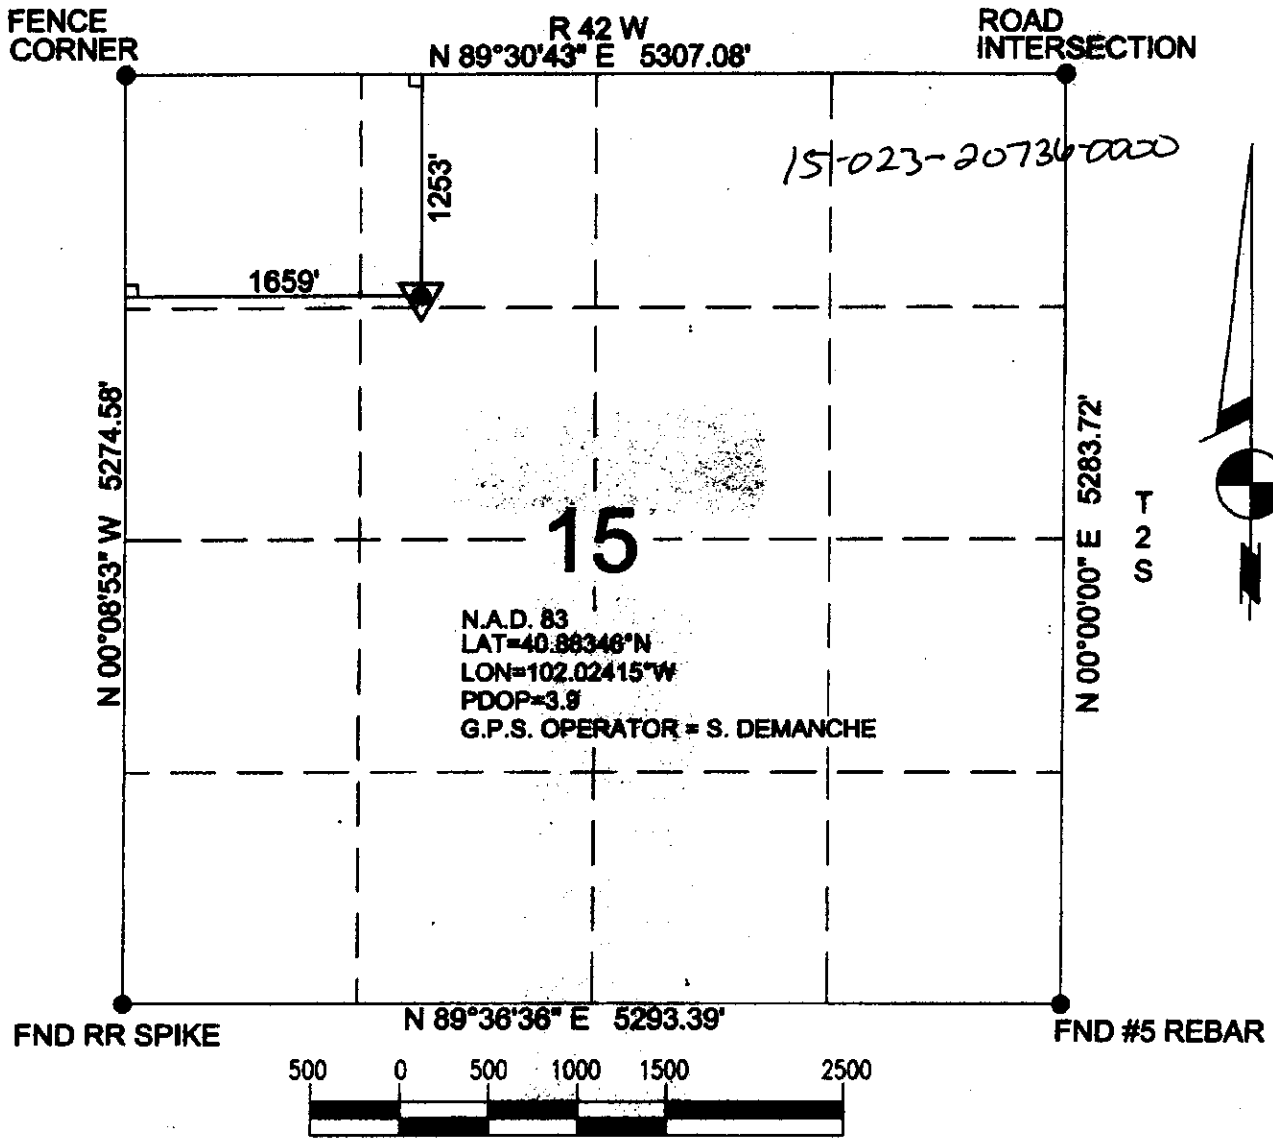 FENCE
CORNER
R 42 W
N 89°30'43" E 5307.08'
ROAD
INTERSECTION
15-023-20736-0000
1253'
1659'
N 00°08'53" W 5274.58'
N 00°00'00" E 5283.72'
T
2
S
15
N.A.D. 83
LAT=40.88346°N
LON=102.02415°W
PDOP=3.9
G.P.S. OPERATOR = S. DEMANCHE
N
FND RR SPIKE
N 89°36'36" E 5293.39'
FND #5 REBAR
500 0 500 1000 1500 2500